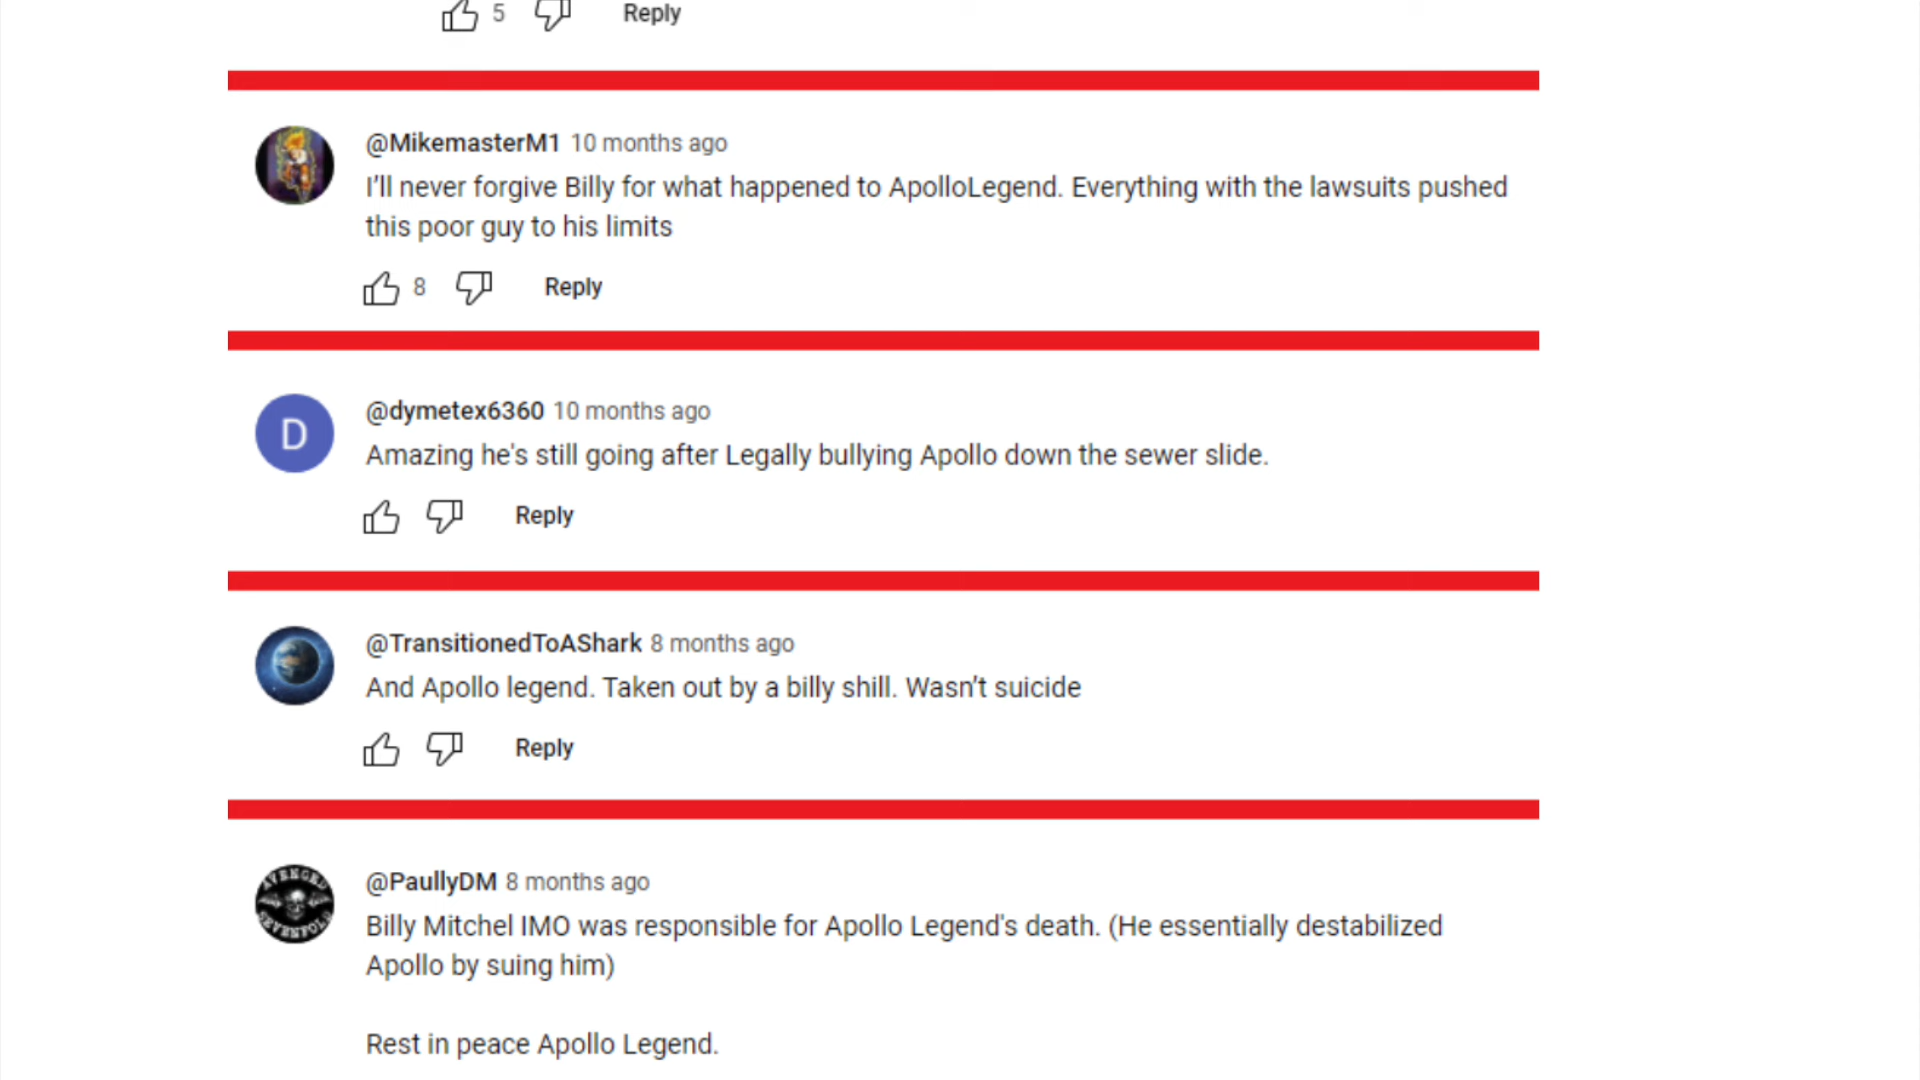 5 Reply
@MikemasterM1 10 months ago
I'll never forgive Billy for what happened to ApolloLegend. Everything with the lawsuits pushed
this poor guy to his limits
8 Reply
D
@dymetex6360 10 months ago
Amazing he's still going after Legally bullying Apollo down the sewer slide.
Reply
@TransitionedToAShark 8 months ago
And Apollo legend. Taken out by a billy shill. Wasn't suicide
Reply
AVENGED
SEVENFOLD
@PaullyDM 8 months ago
Billy Mitchel IMO was responsible for Apollo Legend's death. (He essentially destabilized
Apollo by suing him)
Rest in peace Apollo Legend.